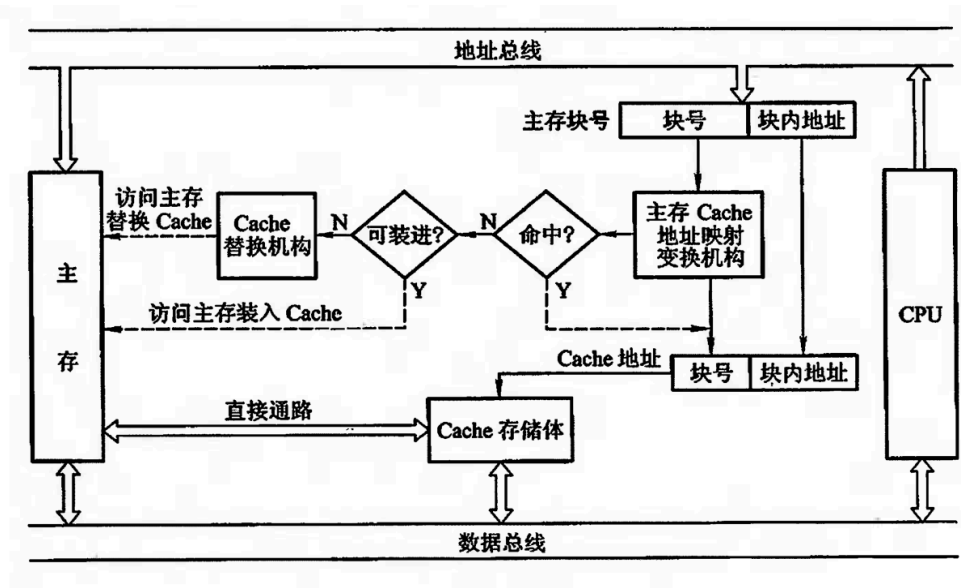 地址总线
主存块号
块号
块内地址
访问主存
替换 Cache
Cache
替换机构
N
可装进?
N
命中?
主存 Cache
地址映射
变换机构
主
存
Y
Y
访问主存装入 Cache
CPU
Cache 地址
块号
块内地址
直接通路
Cache 存储体
数据总线